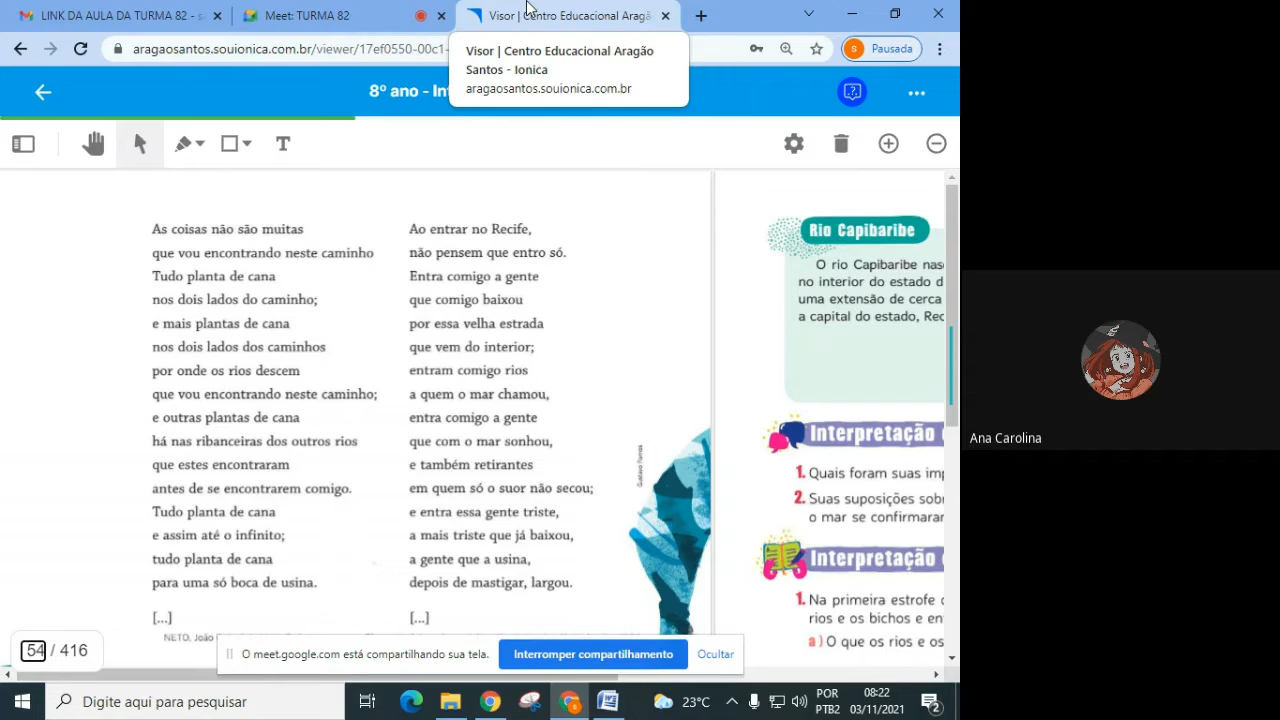 LINK DA AULA DA TURMA 82 - s
Meet: TURMA 82
Visor | Centro Educacional Aragã
aragaosantos.souionica.com.br/viewer/17ef0550-00c1-
Pausada
Visor | Centro Educacional Aragão
Santos - Ionica
aragaosantos.souionica.com.br
8º ano - In
As coisas não são muitas
que vou encontrando neste caminho
Tudo planta de cana
nos dois lados do caminho;
e mais plantas de cana
nos dois lados dos caminhos
por onde os rios descem
que vou encontrando neste caminho;
e outras plantas de cana
há nas ribanceiras dos outros rios
que estes encontraram
antes de se encontrarem comigo.
Tudo planta de cana
e assim até o infinito;
tudo planta de cana
para uma só boca de usina.
[...]
NETO, João
Ao entrar no Recife,
não pensem que entro só.
Entra comigo a gente
que comigo baixou
por essa velha estrada
que vem do interior;
entram comigo rios
a quem o mar chamou,
entra comigo a gente
que com o mar sonhou,
e também retirantes
em quem só o suor não secou;
e entra essa gente triste,
a mais triste que já baixou,
a gente que a usina,
depois de mastigar, largou.
[...]
Rio Capibaribe
O rio Capibaribe nas
no interior do estado d
uma extensão de cerca
a capital do estado, Rec
Interpretação
1. Quais foram suas imp
2. Suas suposições sob
o mar se confirmara
Interpretação
1. Na primeira estrofe
rios e os bichos e en
a) O que os rios e os
54 / 416
O meet.google.com está compartilhando sua tela.
Interromper compartilhamento
Ocultar
Ana Carolina
Digite aqui para pesquisar
23°C
POR
PTB2
08:22
03/11/2021
2